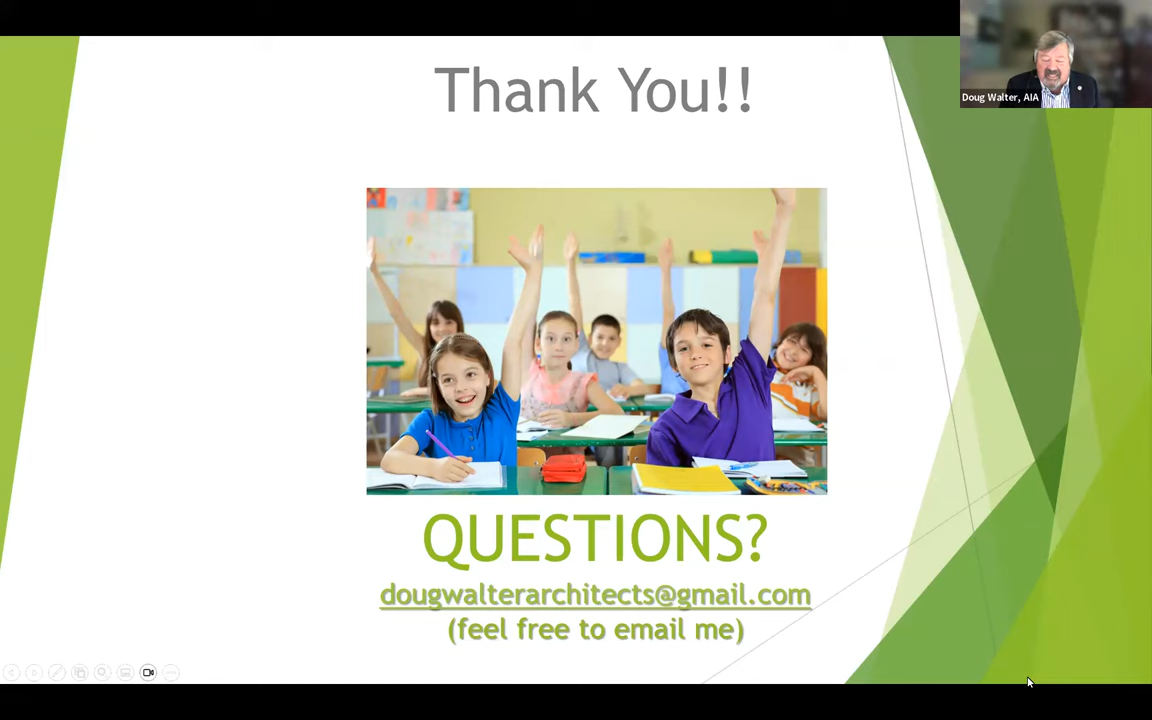 Thank You!!
Doug Walter, AIA
QUESTIONS?
dougwalterarchitects@gmail.com
(feel free to email me)